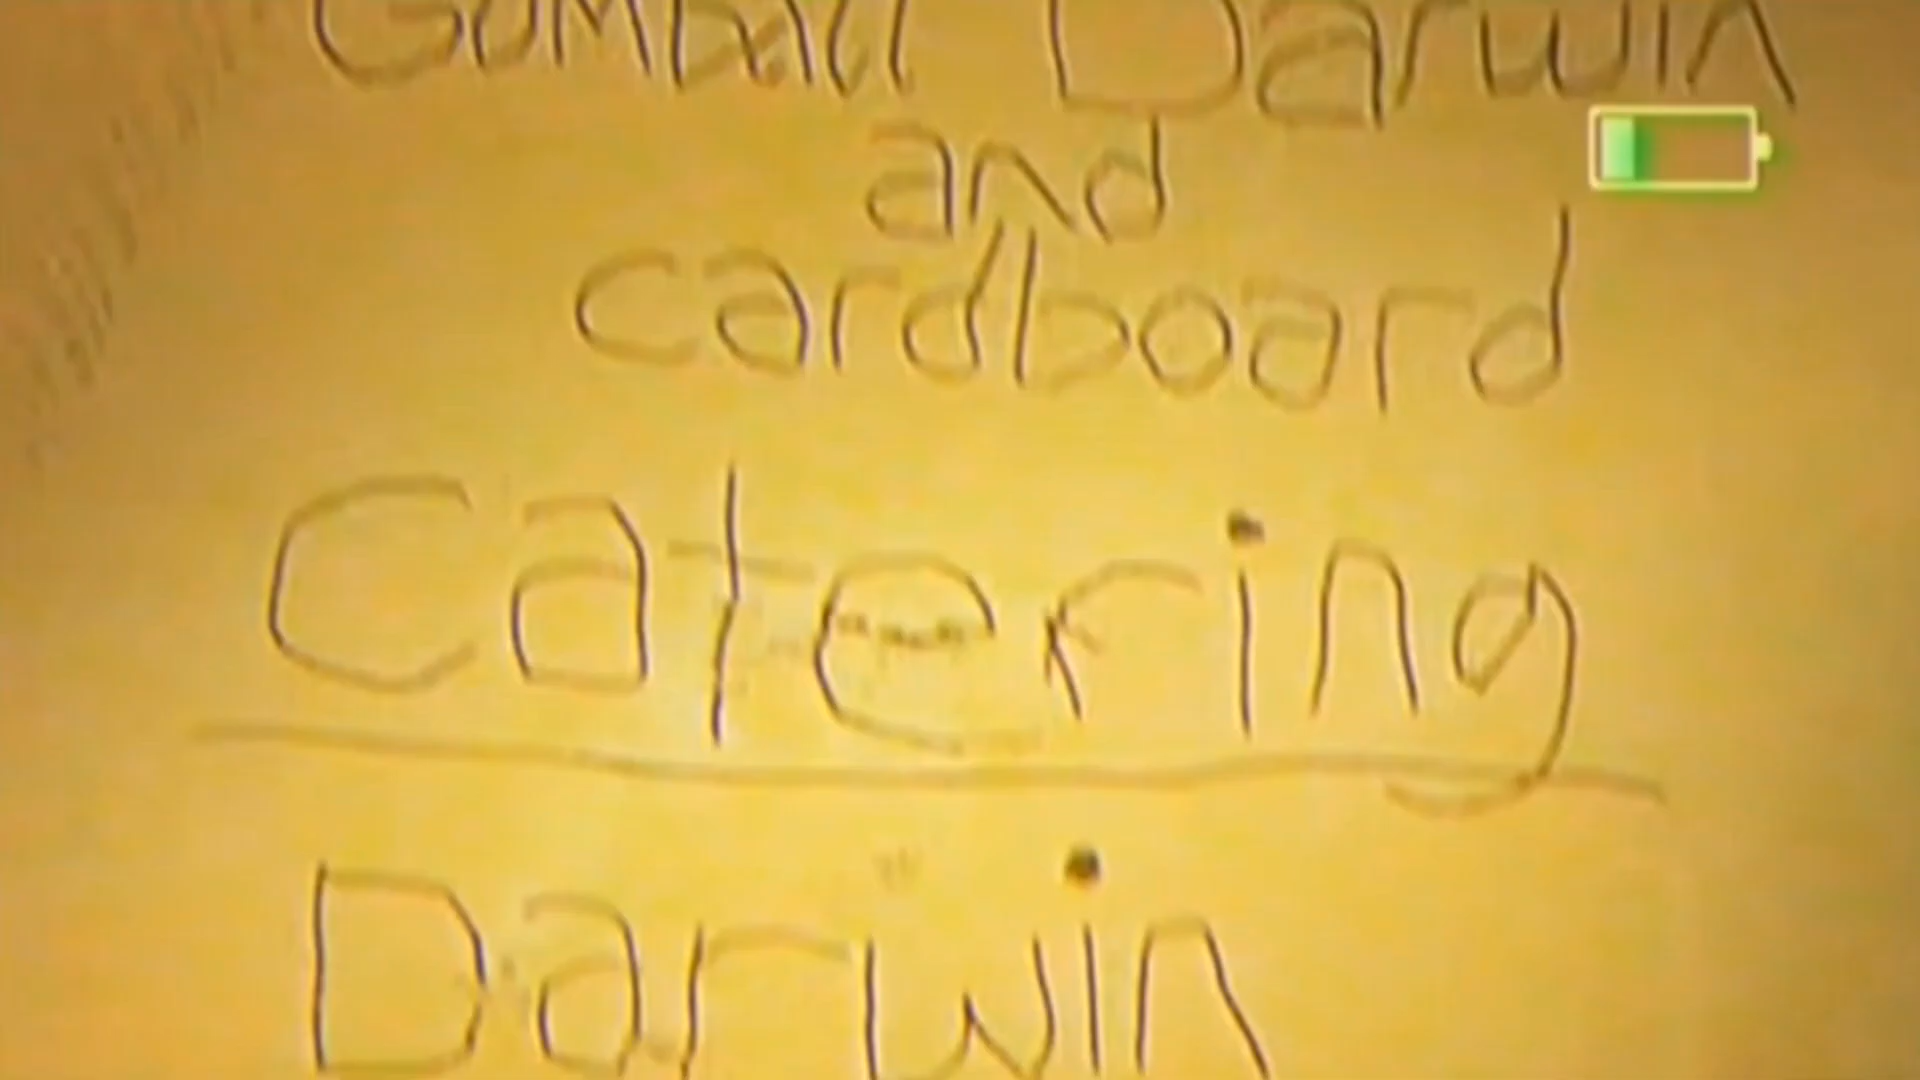 Gumball Darwin
and
cardboard
Catering
Darwin